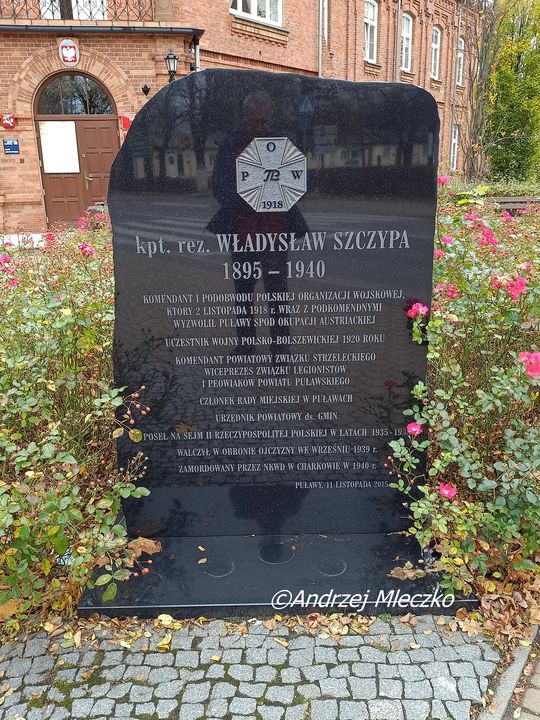 O
P W
1918
kpt. rez. WŁADYSŁAW SZCZYPA
1895 - 1940
KOMENDANT I PODOBWODU POLSKIEJ ORGANIZACJI WOJSKOWEJ,
KTÓRY 2 LISTOPADA 1918 r. WRAZ Z PODKOMENDNYMI
WYZWOLIŁ PUŁAWY SPOD OKUPACJI AUSTRIACKIEJ
UCZESTNIK WOJNY POLSKO-BOLSZEWICKIEJ 1920 ROKU
KOMENDANT POWIATOWY ZWIĄZKU STRZELECKIEGO
WICEPREZES ZWIĄZKU LEGIONISTÓW
I PEOWIAKÓW POWIATU PUŁAWSKIEGO
CZŁONEK RADY MIEJSKIEJ W PUŁAWACH
URZĘDNIK POWIATOWY ds. GMIN
POSEŁ NA SEJM II RZECZYPOSPOLITEJ POLSKIEJ W LATACH 1935-193
WALCZYŁ W OBRONIE OJCZYZNY WE WRZEŚNIU 1939 r.
ZAMORDOWANY PRZEZ NKWD W CHARKOWIE W 1940 r.
PUŁAWY, 11 LISTOPADA 2015
©Andrzej Mleczko